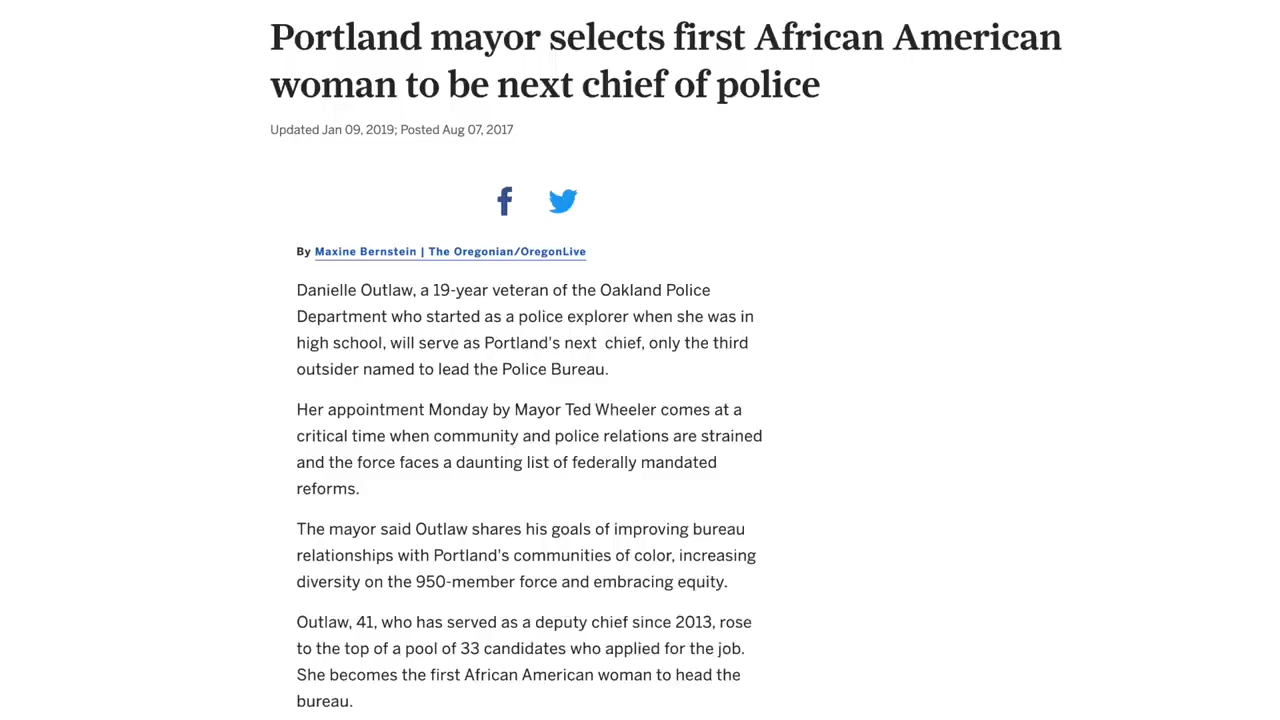 Portland mayor selects first African American
woman to be next chief of police
Updated Jan 09, 2019; Posted Aug 07, 2017
By Maxine Bernstein | The Oregonian/OregonLive
Danielle Outlaw, a 19-year veteran of the Oakland Police
Department who started as a police explorer when she was in
high school, will serve as Portland's next  chief, only the third
outsider named to lead the Police Bureau.
Her appointment Monday by Mayor Ted Wheeler comes at a
critical time when community and police relations are strained
and the force faces a daunting list of federally mandated
reforms.
The mayor said Outlaw shares his goals of improving bureau
relationships with Portland's communities of color, increasing
diversity on the 950-member force and embracing equity.
Outlaw, 41, who has served as a deputy chief since 2013, rose
to the top of a pool of 33 candidates who applied for the job.
She becomes the first African American woman to head the
bureau.